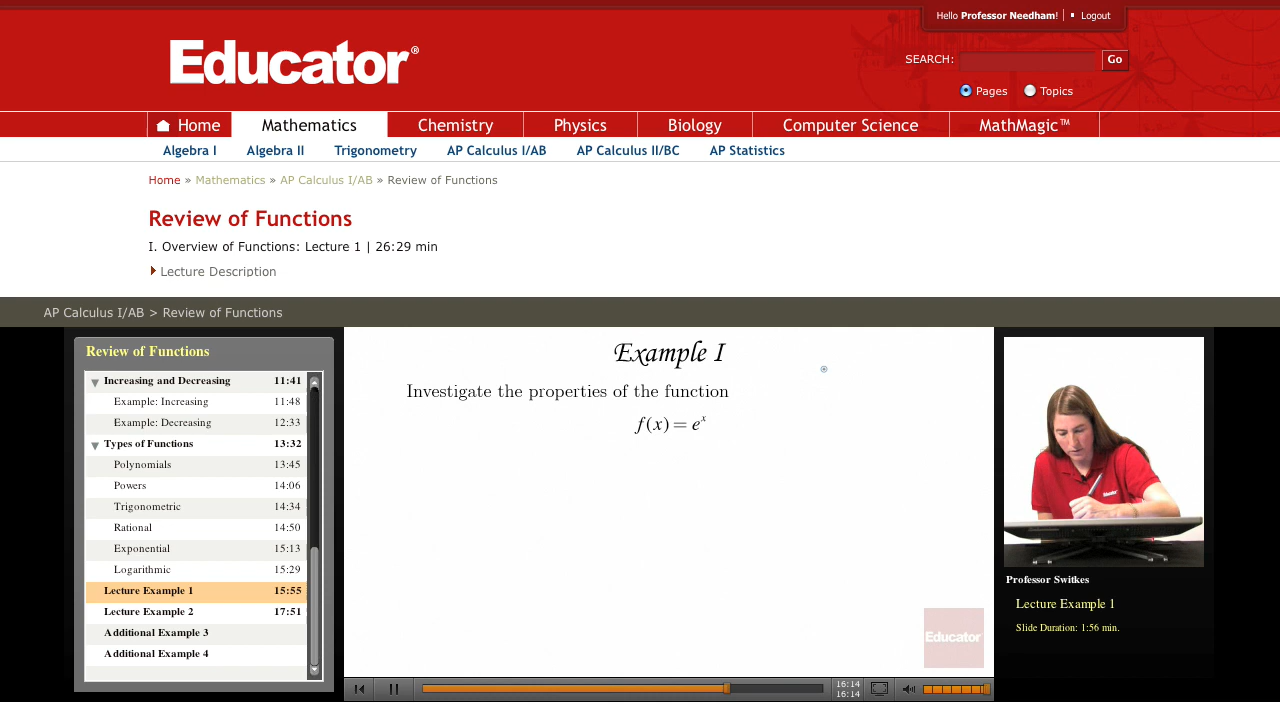 Hello Professor Needham! Logout
Educator®
SEARCH: Go
Pages Topics
Home Mathematics Chemistry Physics Biology Computer Science MathMagic™
Algebra I Algebra II Trigonometry AP Calculus I/AB AP Calculus II/BC AP Statistics
Home » Mathematics » AP Calculus I/AB » Review of Functions
Review of Functions
I. Overview of Functions: Lecture 1 | 26:29 min
Lecture Description
AP Calculus I/AB > Review of Functions
Review of Functions
Increasing and Decreasing 11:41
Example: Increasing 11:48
Example: Decreasing 12:33
Types of Functions 13:32
Polynomials 13:45
Powers 14:06
Trigonometric 14:34
Rational 14:50
Exponential 15:13
Logarithmic 15:29
Lecture Example 1 15:55
Lecture Example 2 17:51
Additional Example 3
Additional Example 4
Example I
Investigate the properties of the function
f(x) = eˣ
Educator
16:14
16:14
Educator
Professor Switkes
Lecture Example 1
Slide Duration: 1:56 min.